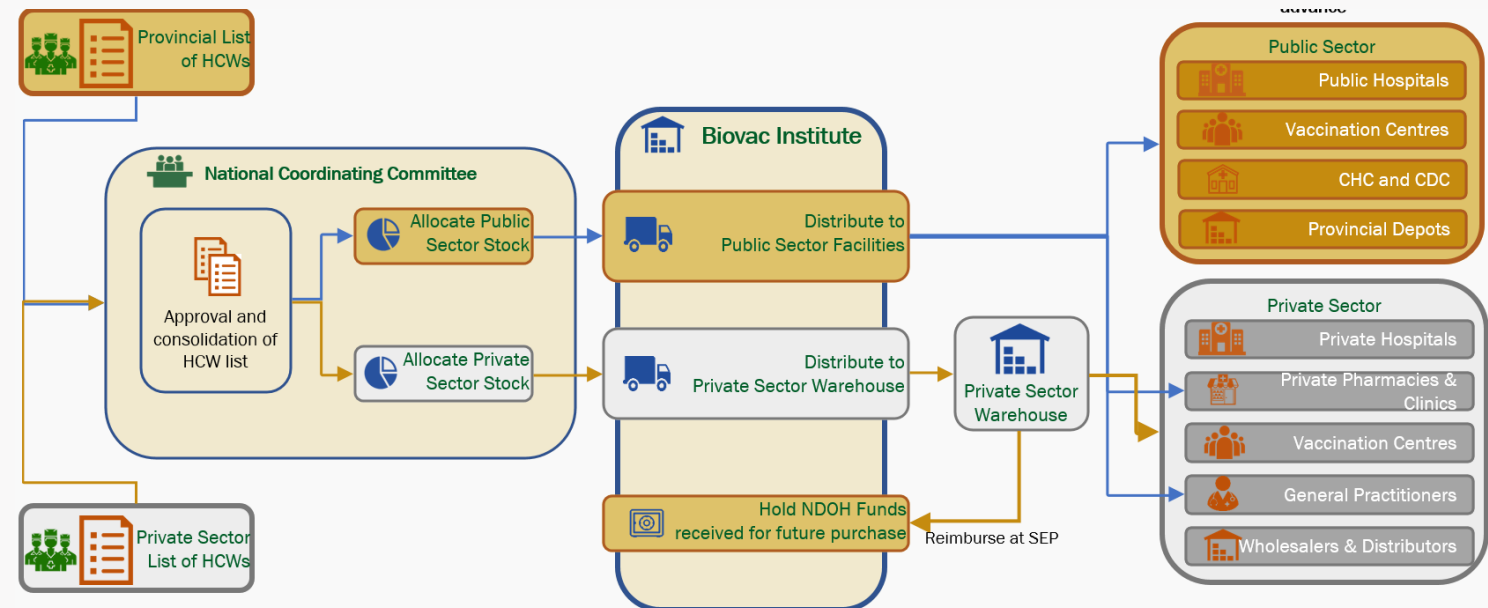 advance
Provincial List
of HCWs
Public Sector
Public Hospitals
Vaccination Centres
CHC and CDC
Provincial Depots
National Coordinating Committee
Approval and
consolidation of
HCW list
Allocate Public
Sector Stock
Allocate Private
Sector Stock
Biovac Institute
Distribute to
Public Sector Facilities
Distribute to
Private Sector Warehouse
Hold NDOH Funds
received for future purchase
Private Sector
Warehouse
Reimburse at SEP
Private Sector
Private Hospitals
Private Pharmacies &
Clinics
Vaccination Centres
General Practitioners
Wholesalers & Distributors
Private Sector
List of HCWs